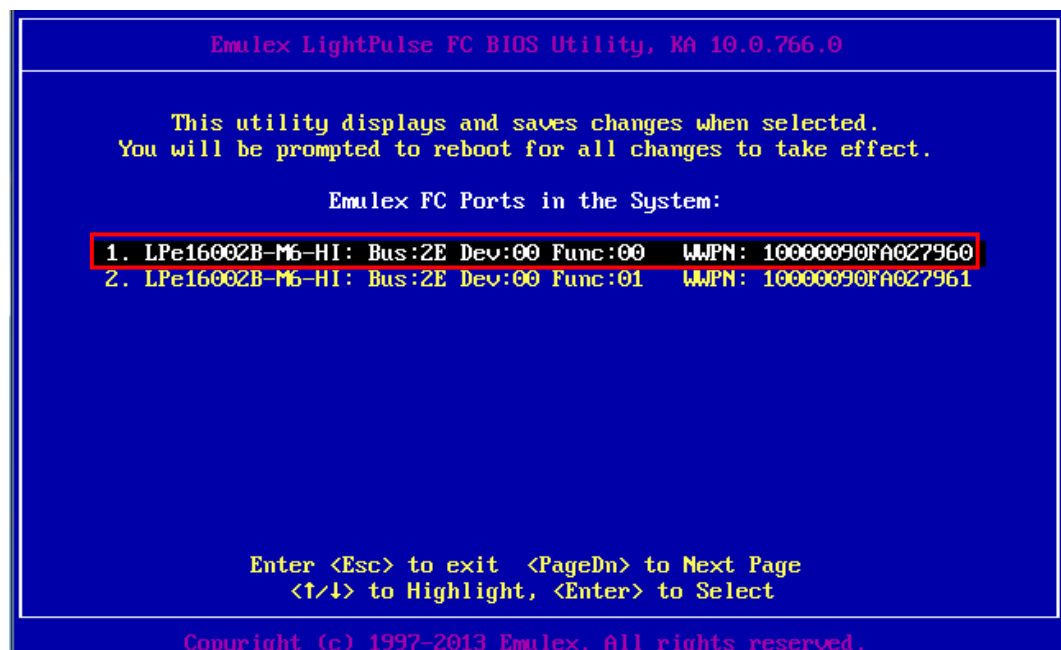 Emulex LightPulse FC BIOS Utility, KA 10.0.766.0
This utility displays and saves changes when selected.
You will be prompted to reboot for all changes to take effect.
Emulex FC Ports in the System:
1. LPe16002B-M6-HI: Bus:2E Dev:00 Func:00 WWPN: 10000090FA027960
2. LPe16002B-M6-HI: Bus:2E Dev:00 Func:01 WWPN: 10000090FA027961
Enter <Esc> to exit <PageDn> to Next Page
<↑/↓> to Highlight, <Enter> to Select
Copyright (c) 1997-2013 Emulex. All rights reserved.